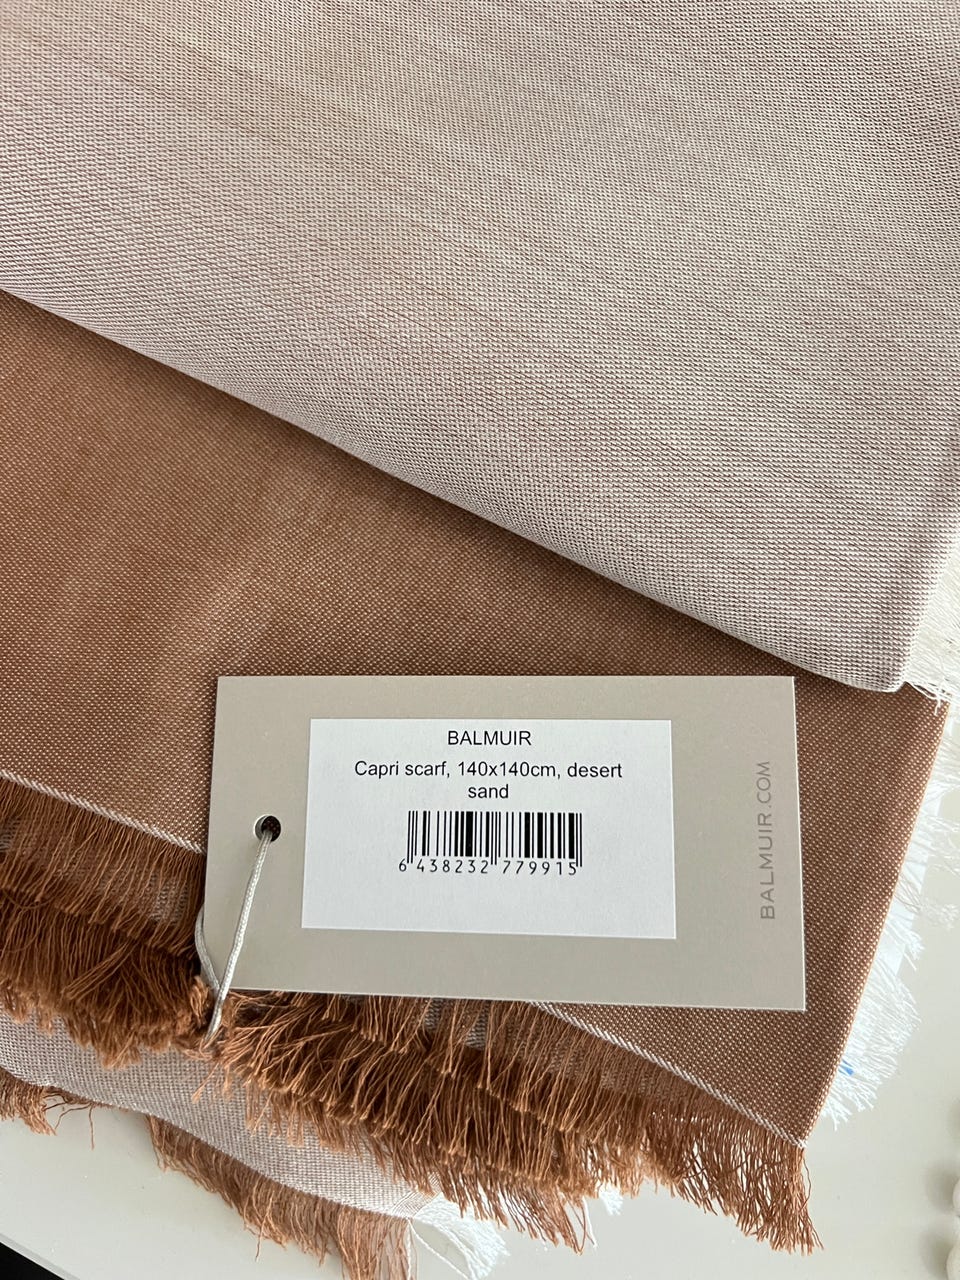 BALMUIR
Capri scarf, 140x140cm, desert
sand
6 438232 779915
BALMUIR.COM